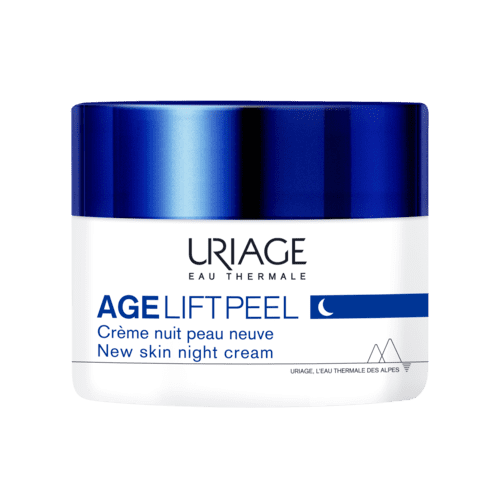 URIAGE
EAU THERMALE
AGE LIFT PEEL
Crème nuit peau neuve
New skin night cream
URIAGE, L'EAU THERMALE DES ALPES